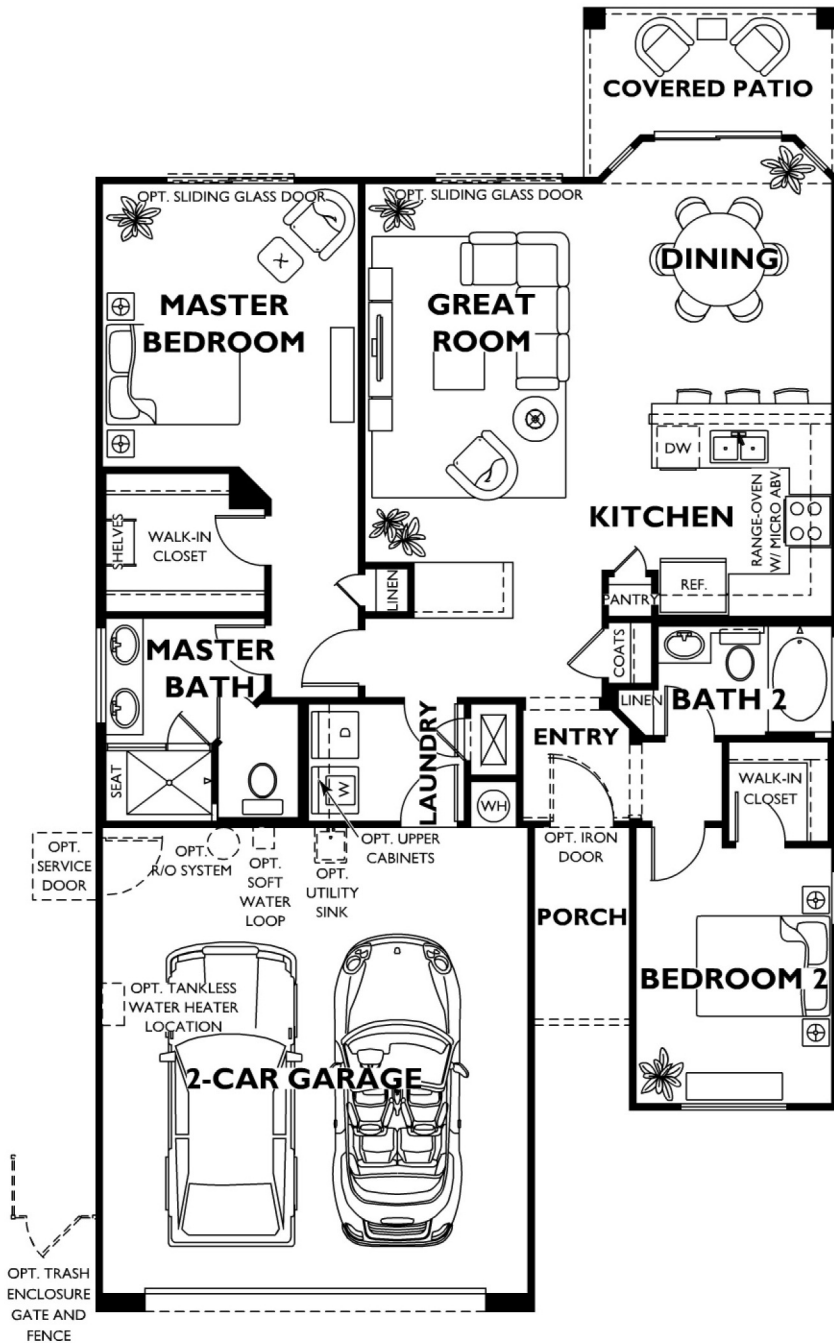 COVERED PATIO
OPT. SLIDING GLASS DOOR
OPT. SLIDING GLASS DOOR
MASTER
BEDROOM
GREAT
ROOM
DINING
DW
RANGE-OVEN
W/ MICRO ABV.
KITCHEN
SHELVES
WALK-IN
CLOSET
LINEN
REF.
PANTRY
COATS
MASTER
BATH
LINEN
BATH 2
SEAT
D
W
LAUNDRY
ENTRY
WH
WALK-IN
CLOSET
OPT.
SERVICE
DOOR
OPT.
R/O SYSTEM
OPT.
SOFT
WATER
LOOP
OPT.
UTILITY
SINK
OPT. UPPER
CABINETS
OPT. IRON
DOOR
PORCH
BEDROOM 2
OPT. TANKLESS
WATER HEATER
LOCATION
2-CAR GARAGE
OPT. TRASH
ENCLOSURE
GATE AND
FENCE